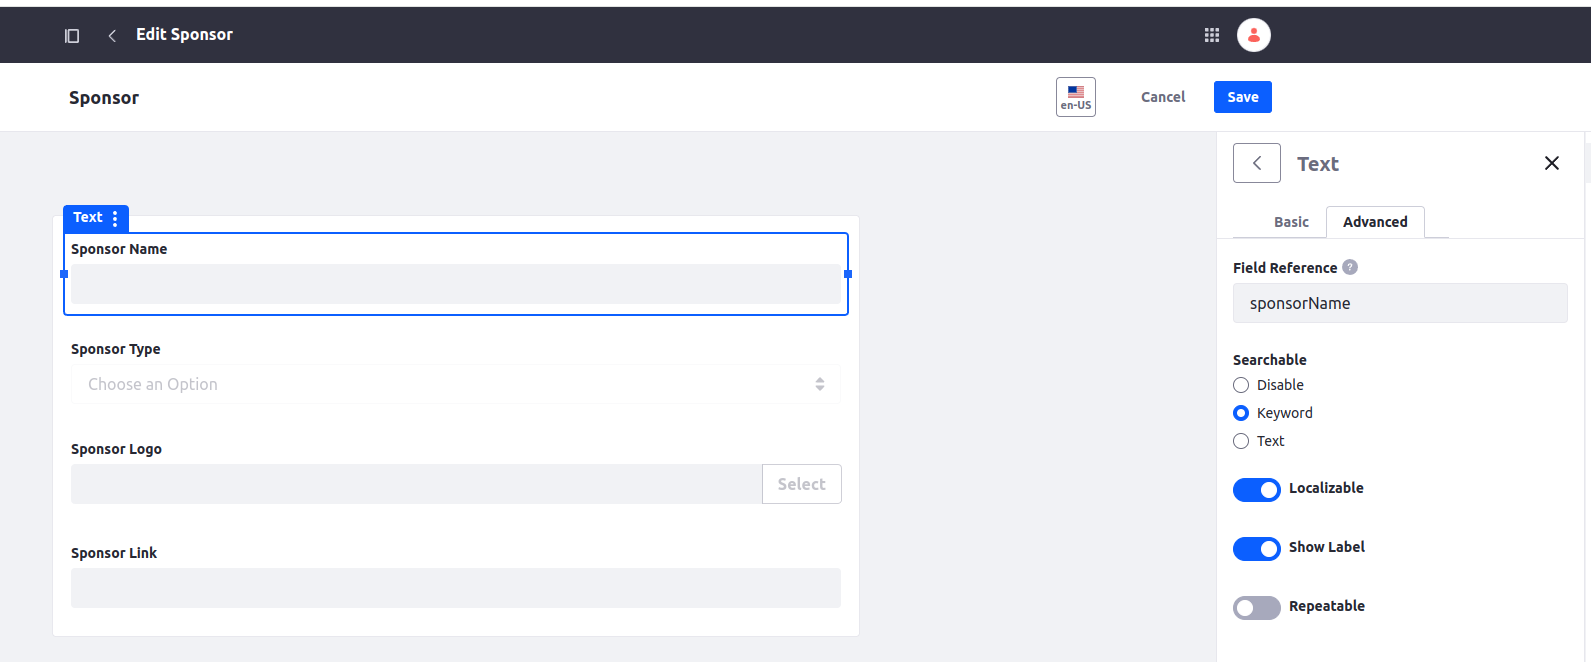 Edit Sponsor
Sponsor
en-US
Cancel
Save
Text
Sponsor Name
Sponsor Type
Choose an Option
Sponsor Logo
Select
Sponsor Link
Text
Basic
Advanced
Field Reference ?
sponsorName
Searchable
Disable
Keyword
Text
Localizable
Show Label
Repeatable